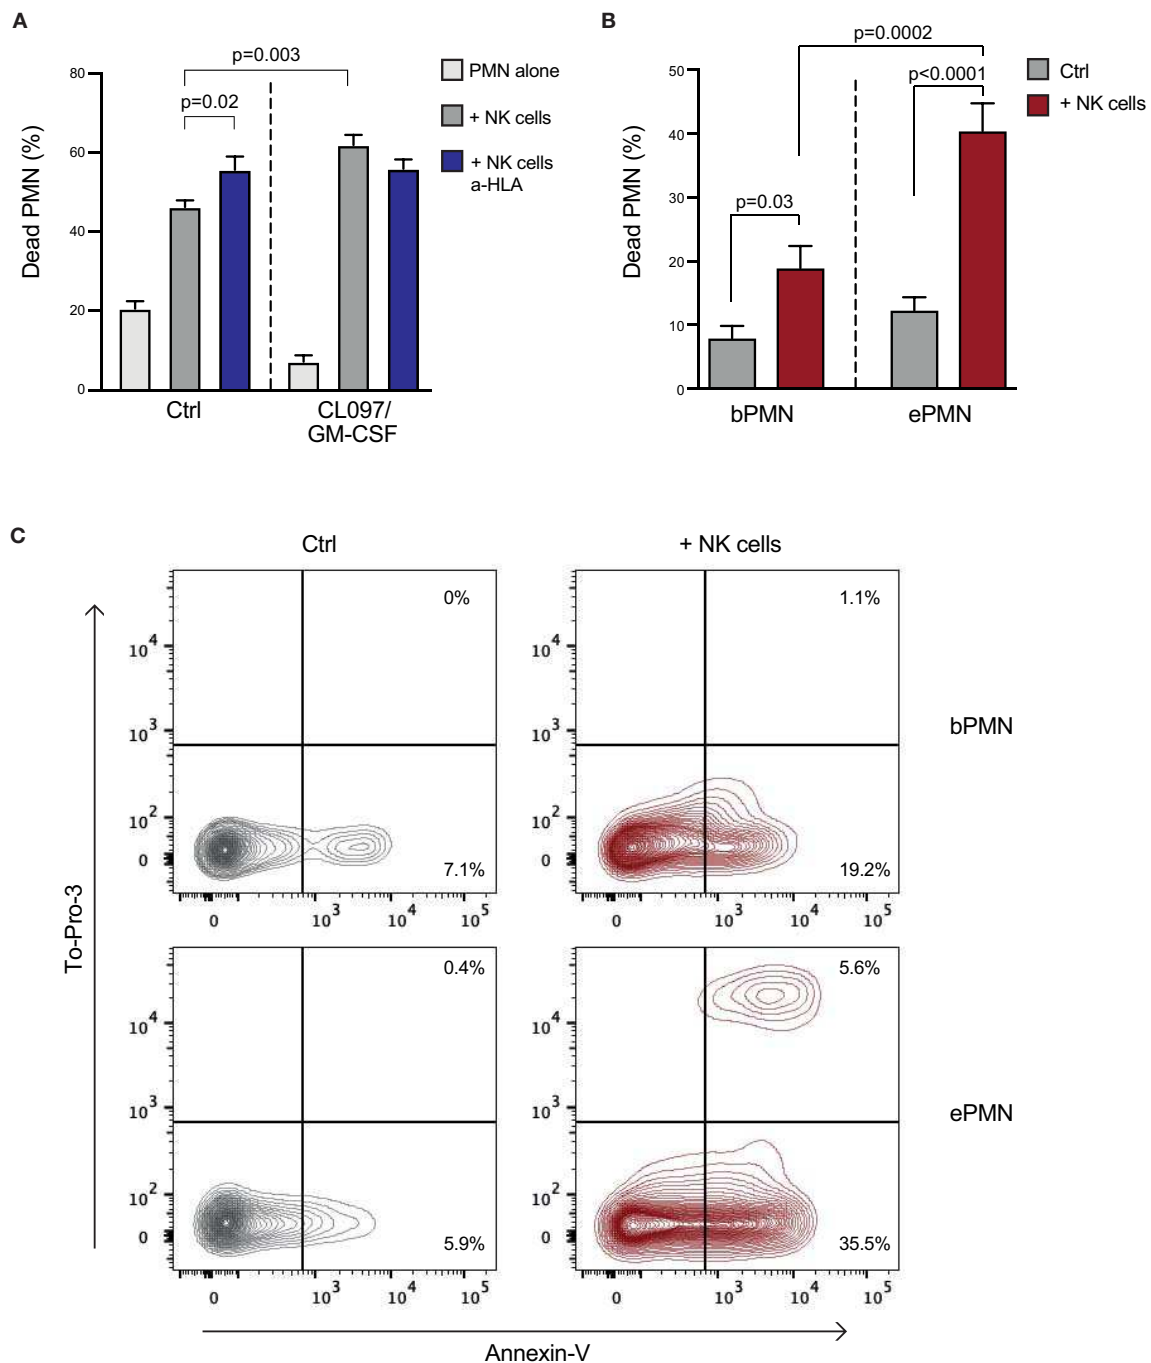 A
p=0.003
p=0.02
80
60
40
20
0
Dead PMN (%)
Ctrl
CL097/
GM-CSF
PMN alone
+ NK cells
+ NK cells
a-HLA
B
p=0.0002
p<0.0001
p=0.03
50
40
30
20
10
0
Dead PMN (%)
bPMN
ePMN
Ctrl
+ NK cells
C
Ctrl
+ NK cells
0%
10^4
10^3
10^2
0
7.1%
0 10^3 10^4 10^5
1.1%
10^4
10^3
10^2
0
19.2%
0 10^3 10^4 10^5
bPMN
0.4%
10^4
10^3
10^2
0
5.9%
0 10^3 10^4 10^5
5.6%
10^4
10^3
10^2
0
35.5%
0 10^3 10^4 10^5
ePMN
To-Pro-3
Annexin-V